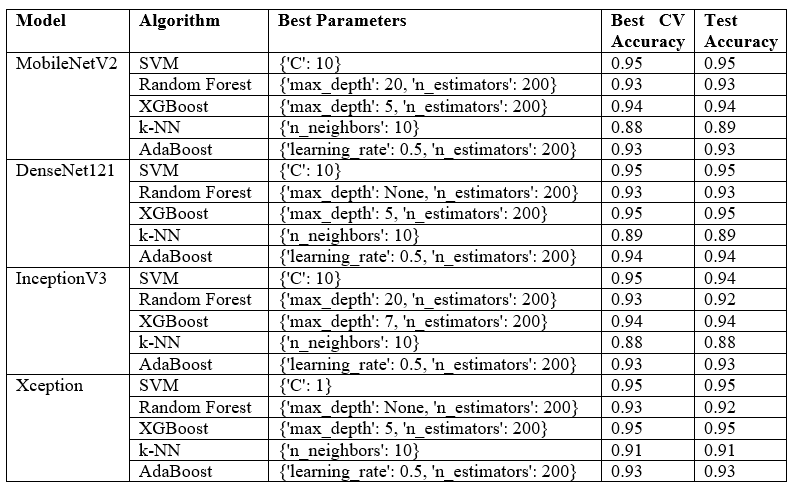 Model Algorithm Best Parameters Best CV Accuracy Test Accuracy
MobileNetV2 SVM {'C': 10} 0.95 0.95
Random Forest {'max_depth': 20, 'n_estimators': 200} 0.93 0.93
XGBoost {'max_depth': 5, 'n_estimators': 200} 0.94 0.94
k-NN {'n_neighbors': 10} 0.88 0.89
AdaBoost {'learning_rate': 0.5, 'n_estimators': 200} 0.93 0.93
DenseNet121 SVM {'C': 10} 0.95 0.95
Random Forest {'max_depth': None, 'n_estimators': 200} 0.93 0.93
XGBoost {'max_depth': 5, 'n_estimators': 200} 0.95 0.95
k-NN {'n_neighbors': 10} 0.89 0.89
AdaBoost {'learning_rate': 0.5, 'n_estimators': 200} 0.94 0.94
InceptionV3 SVM {'C': 10} 0.95 0.94
Random Forest {'max_depth': 20, 'n_estimators': 200} 0.93 0.92
XGBoost {'max_depth': 7, 'n_estimators': 200} 0.94 0.94
k-NN {'n_neighbors': 10} 0.88 0.88
AdaBoost {'learning_rate': 0.5, 'n_estimators': 200} 0.93 0.93
Xception SVM {'C': 1} 0.95 0.95
Random Forest {'max_depth': None, 'n_estimators': 200} 0.93 0.92
XGBoost {'max_depth': 5, 'n_estimators': 200} 0.95 0.95
k-NN {'n_neighbors': 10} 0.91 0.91
AdaBoost {'learning_rate': 0.5, 'n_estimators': 200} 0.93 0.93